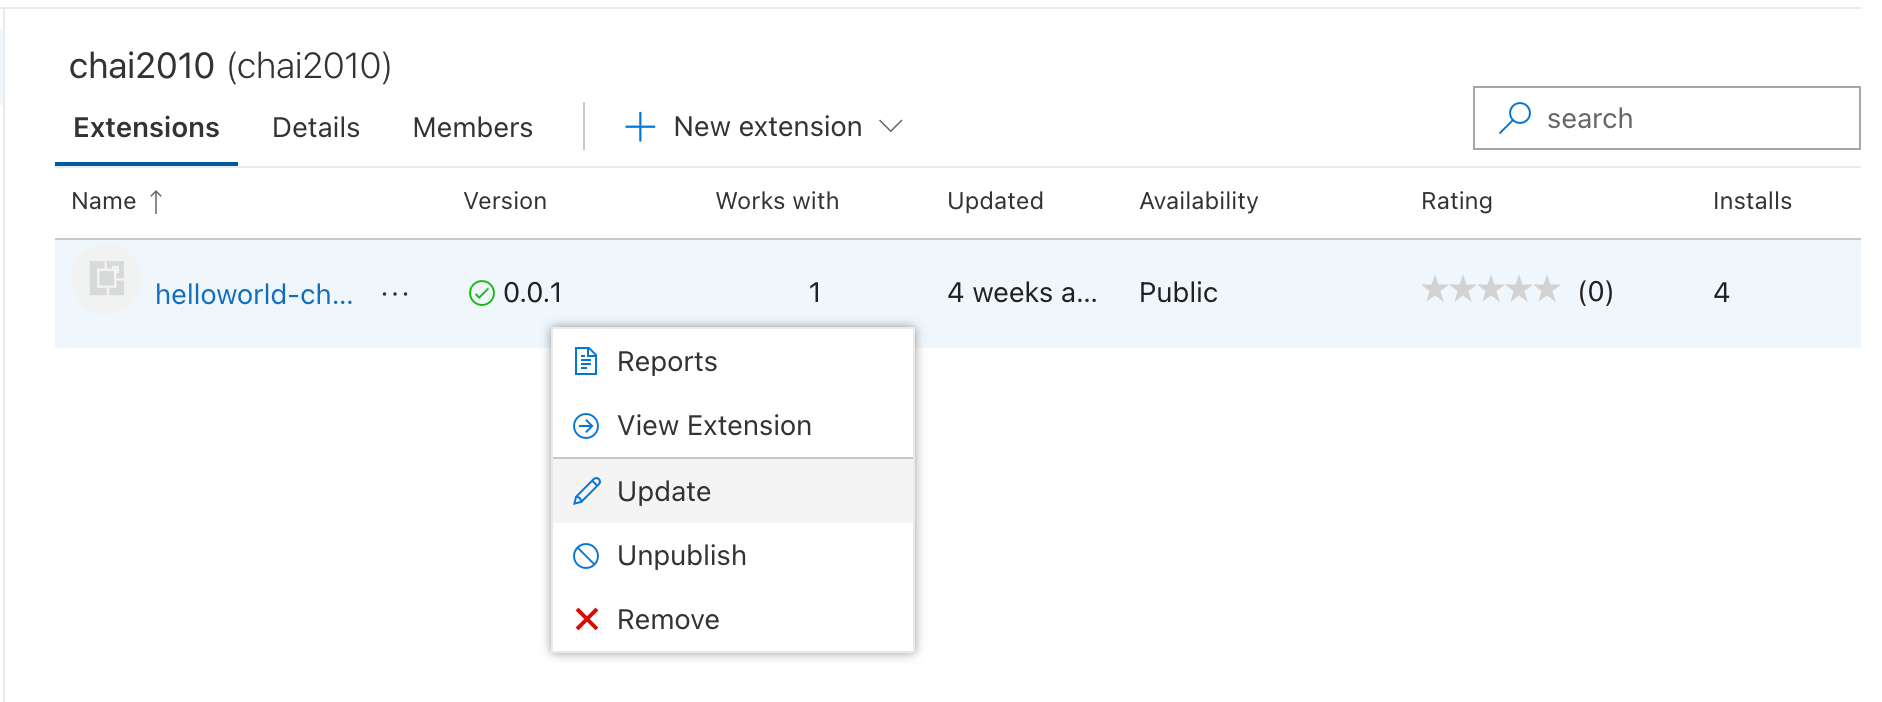 chai2010 (chai2010)
Extensions Details Members New extension search
Name ↑ Version Works with Updated Availability Rating Installs
helloworld-ch... ... 0.0.1 1 4 weeks a... Public (0) 4
Reports
View Extension
Update
Unpublish
Remove